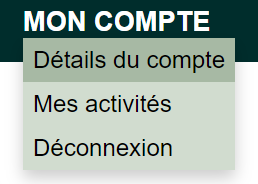 MON COMPTE
Détails du compte
Mes activités
Déconnexion